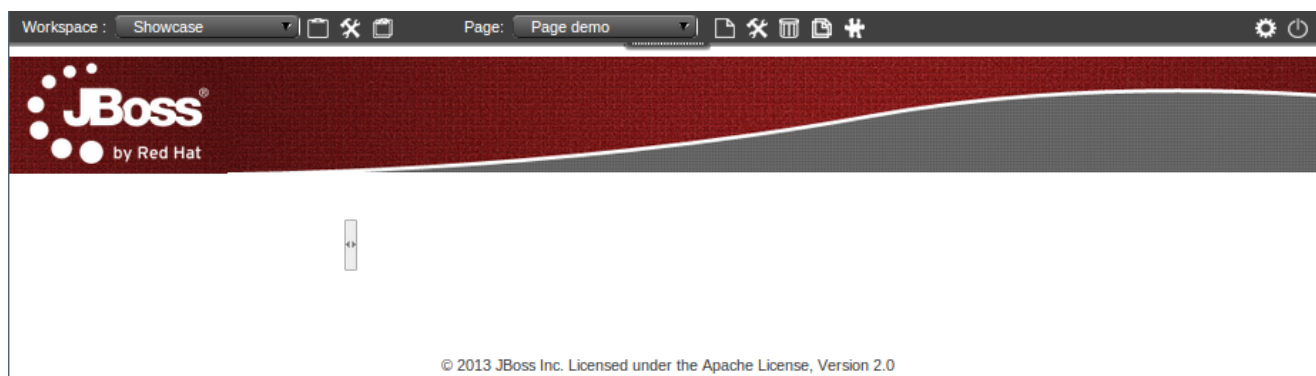 Workspace : Showcase Page: Page demo
JBoss®
by Red Hat
© 2013 JBoss Inc. Licensed under the Apache License, Version 2.0